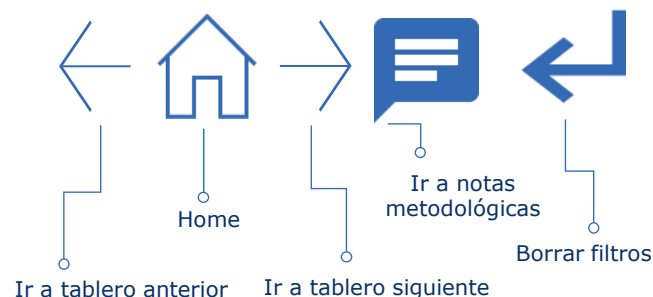 Ir a notas
metodológicas
Home
Borrar filtros
Ir a tablero anterior
Ir a tablero siguiente